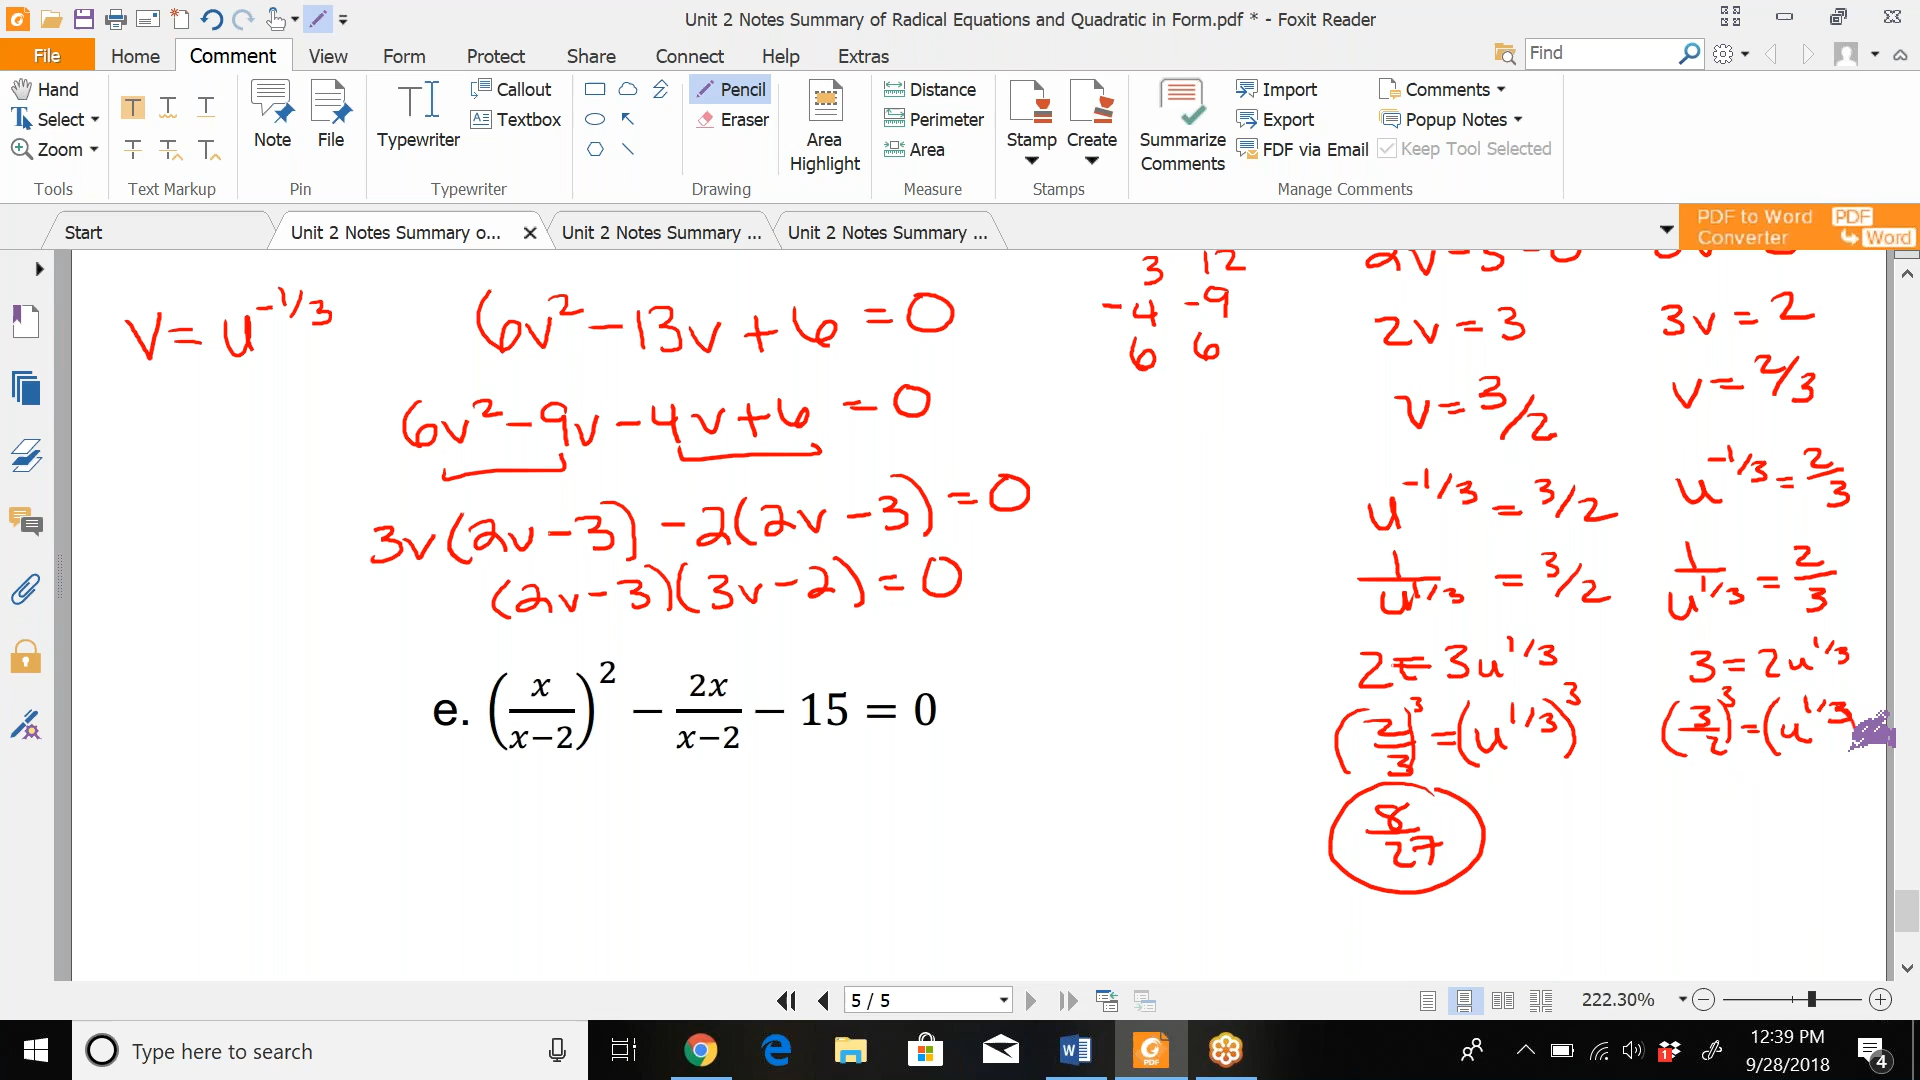 Unit 2 Notes Summary of Radical Equations and Quadratic in Form.pdf * - Foxit Reader
File Home Comment View Form Protect Share Connect Help Extras
Find
Hand
Select
Zoom
Tools
Text Markup
Note
File
Pin
Typewriter
Callout
Textbox
Typewriter
Pencil
Eraser
Drawing
Area Highlight
Distance
Perimeter
Area
Measure
Stamp
Create
Stamps
Summarize Comments
Import
Export
FDF via Email
Comments
Popup Notes
Keep Tool Selected
Manage Comments
Start
Unit 2 Notes Summary o...
Unit 2 Notes Summary ...
Unit 2 Notes Summary ...
PDF to Word Converter
PDF
Word
v = u^{-1/3}
6v² - 13v + 6 = 0
6v² - 9v - 4v + 6 = 0
3v(2v - 3) - 2(2v - 3) = 0
(2v - 3)(3v - 2) = 0
3 12
-4 -9
6 6
2v = 3
v = 3/2
u^{-1/3} = 3/2
1/u^{1/3} = 3/2
2 = 3u^{1/3}
(2/3)³ = (u^{1/3})³
8/27
3v = 2
v = 2/3
u^{-1/3} = 2/3
1/u^{1/3} = 2/3
3 = 2u^{1/3}
(3/2)³ = (u^{1/3}
e. (x/(x−2))² − 2x/(x−2) − 15 = 0
5 / 5
222.30%
Type here to search
12:39 PM
9/28/2018
4
1